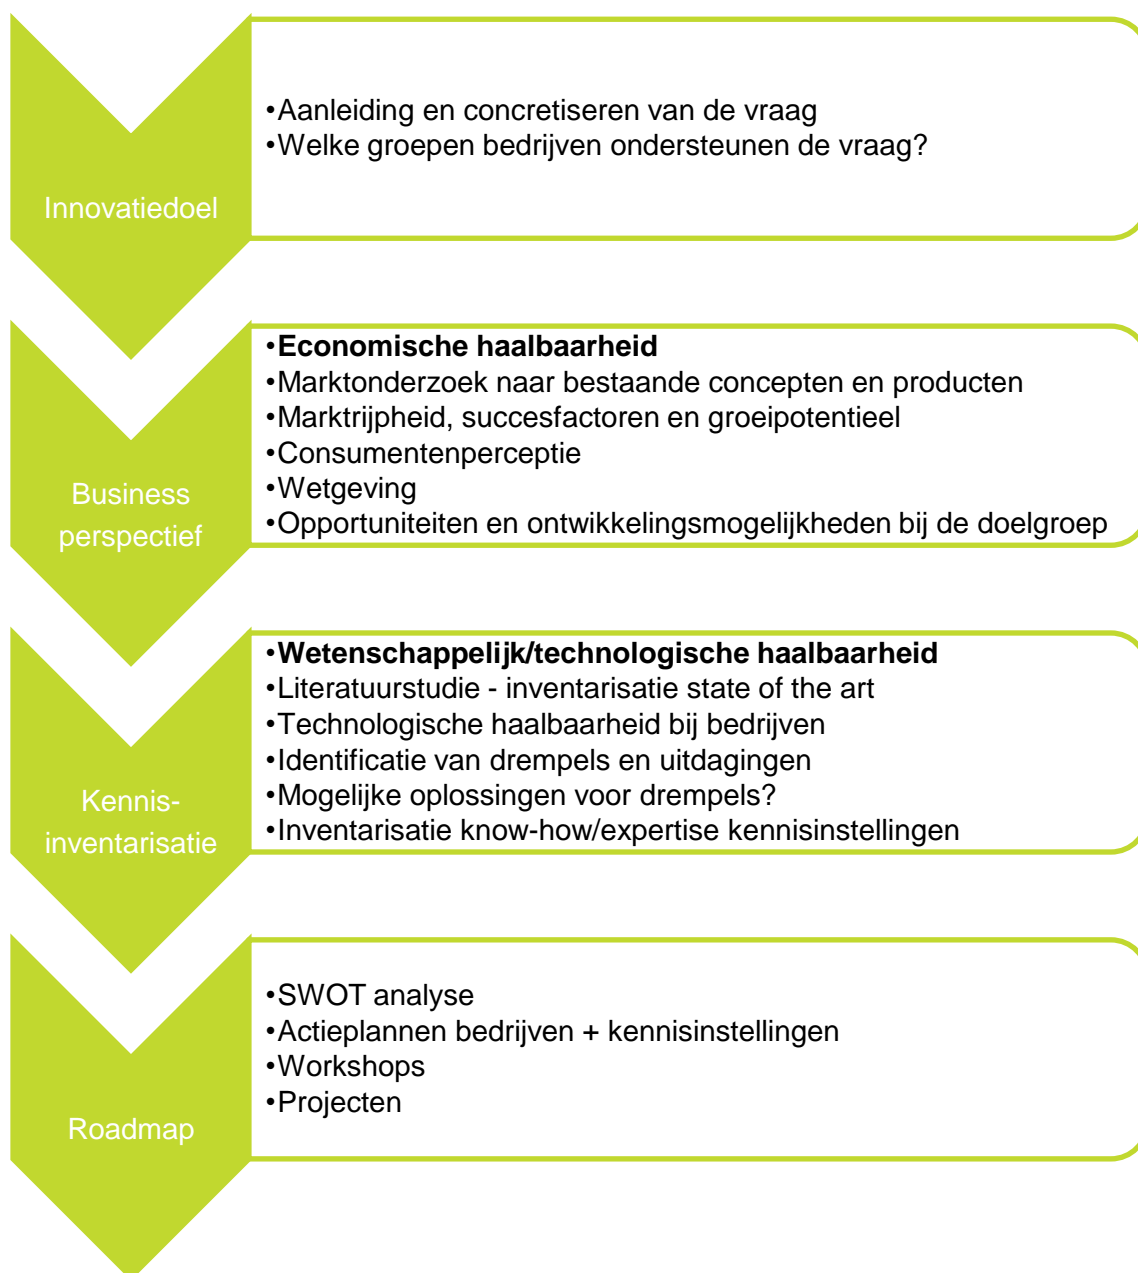 Innovatiedoel
•Aanleiding en concretiseren van de vraag
•Welke groepen bedrijven ondersteunen de vraag?
Business
perspectief
•Economische haalbaarheid
•Marktonderzoek naar bestaande concepten en producten
•Marktrijpheid, succesfactoren en groeipotentieel
•Consumentenperceptie
•Wetgeving
•Opportuniteiten en ontwikkelingsmogelijkheden bij de doelgroep
Kennis-
inventarisatie
•Wetenschappelijk/technologische haalbaarheid
•Literatuurstudie - inventarisatie state of the art
•Technologische haalbaarheid bij bedrijven
•Identificatie van drempels en uitdagingen
•Mogelijke oplossingen voor drempels?
•Inventarisatie know-how/expertise kennisinstellingen
Roadmap
•SWOT analyse
•Actieplannen bedrijven + kennisinstellingen
•Workshops
•Projecten